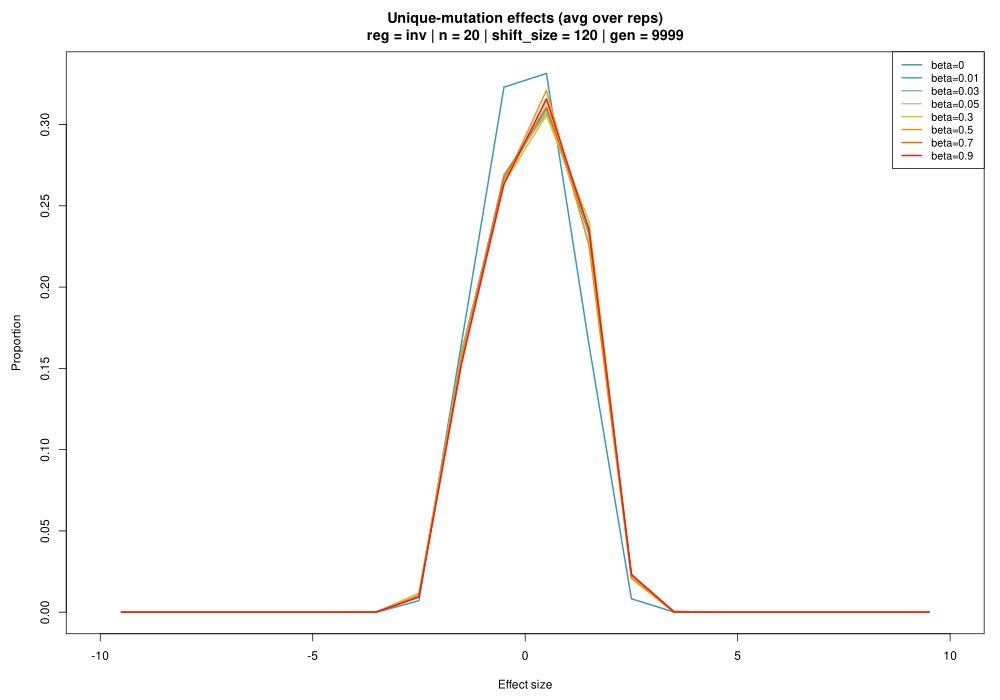 Unique-mutation effects (avg over reps)
reg = inv | n = 20 | shift_size = 120 | gen = 9999
beta=0
beta=0.01
beta=0.03
beta=0.05
beta=0.3
beta=0.5
beta=0.7
beta=0.9
Proportion
0.30
0.25
0.20
0.15
0.10
0.05
0.00
-10
-5
0
5
10
Effect size